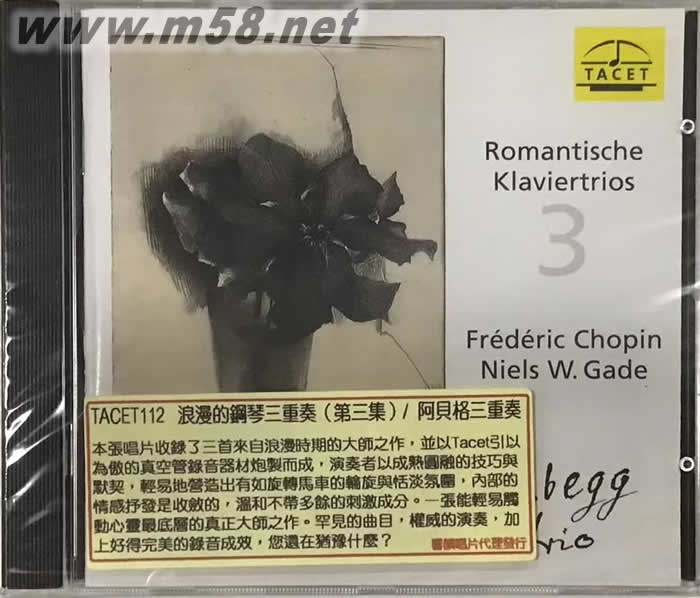 www.m58.net
TACET
Romantische
Klaviertrios
3
Frédéric Chopin
Niels W. Gade
TACET112 浪漫的鋼琴三重奏（第三集）/ 阿貝格三重奏
本張唱片收錄了三首來自浪漫時期的大師之作，並以Tacet引以
為傲的真空管錄音器材炮製而成，演奏者以成熟圓融的技巧與
默契，輕易地營造出有如旋轉馬車的輪旋與恬淡氛圍，內部的
情感抒發是收斂的，溫和不帶多餘的刺激成分。一張能輕易觸
動心靈最底層的真正大師之作。罕見的曲目，權威的演奏，加
上好得完美的錄音成效，您還在猶豫什麼？
唱片代理發行
begg
trio